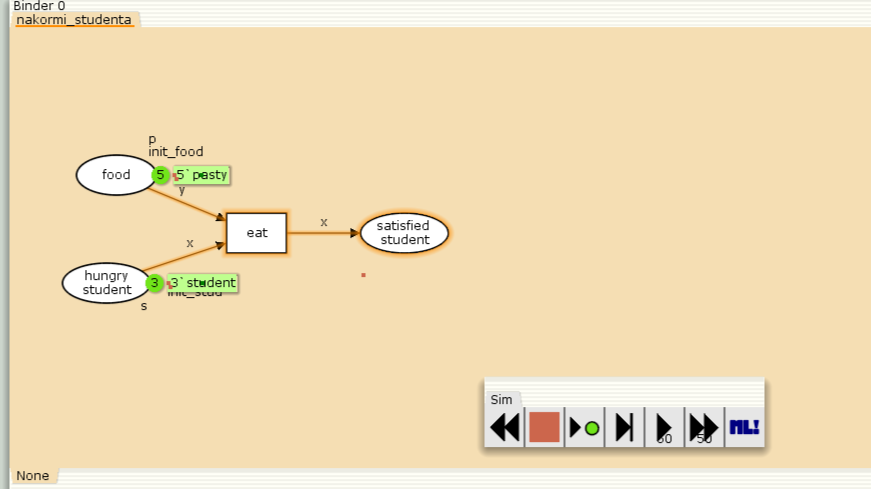 Binder 0
nakormi_studenta
p
init_food
food
5
5`pasty
y
eat
x
satisfied
student
x
hungry
student
3
3`student
init_stud
s
Sim
50
50
ML!
None